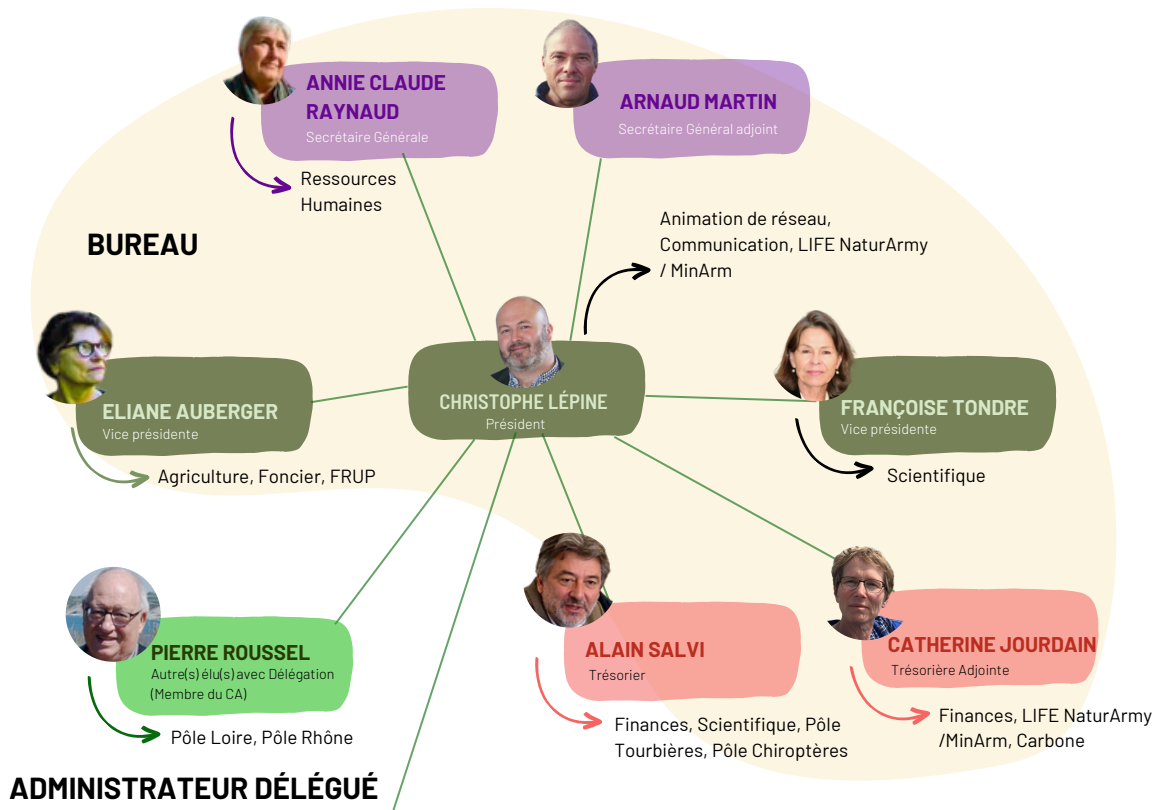 ANNIE CLAUDE
RAYNAUD
Secrétaire Générale
Ressources
Humaines
ARNAUD MARTIN
Secrétaire Général adjoint
Animation de réseau,
Communication, LIFE NaturArmy
/ MinArm
BUREAU
ELIANE AUBERGER
Vice présidente
Agriculture, Foncier, FRUP
CHRISTOPHE LÉPINE
Président
FRANÇOISE TONDRE
Vice présidente
Scientifique
PIERRE ROUSSEL
Autre(s) élu(s) avec Délégation
(Membre du CA)
Pôle Loire, Pôle Rhône
ALAIN SALVI
Trésorier
Finances, Scientifique, Pôle
Tourbières, Pôle Chiroptères
CATHERINE JOURDAIN
Trésorière Adjointe
Finances, LIFE NaturArmy
/MinArm, Carbone
ADMINISTRATEUR DÉLÉGUÉ